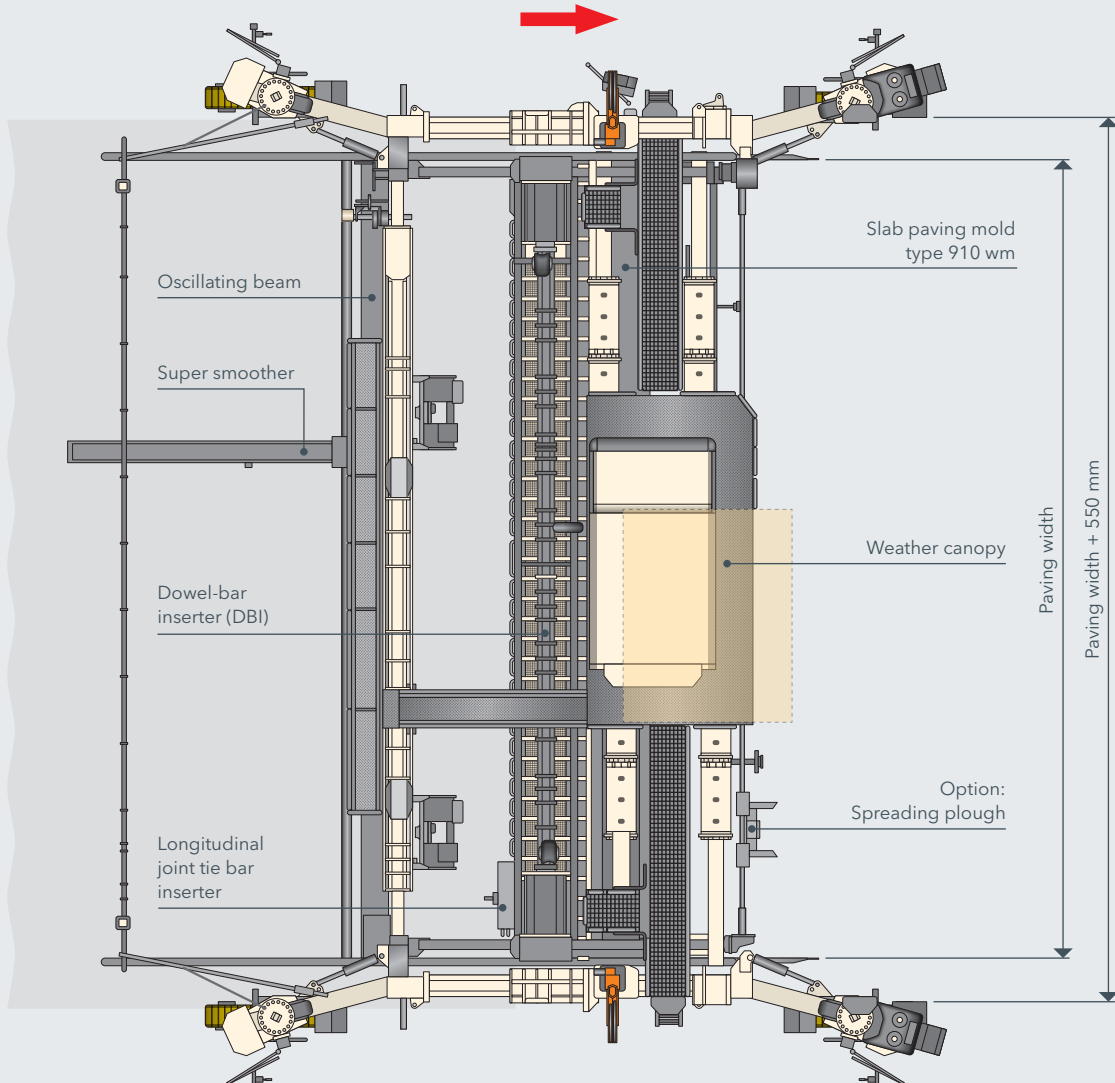 Slab paving mold
type 910 wm
Oscillating beam
Super smoother
Weather canopy
Dowel-bar
inserter (DBI)
Option:
Spreading plough
Longitudinal
joint tie bar
inserter
Paving width
Paving width + 550 mm